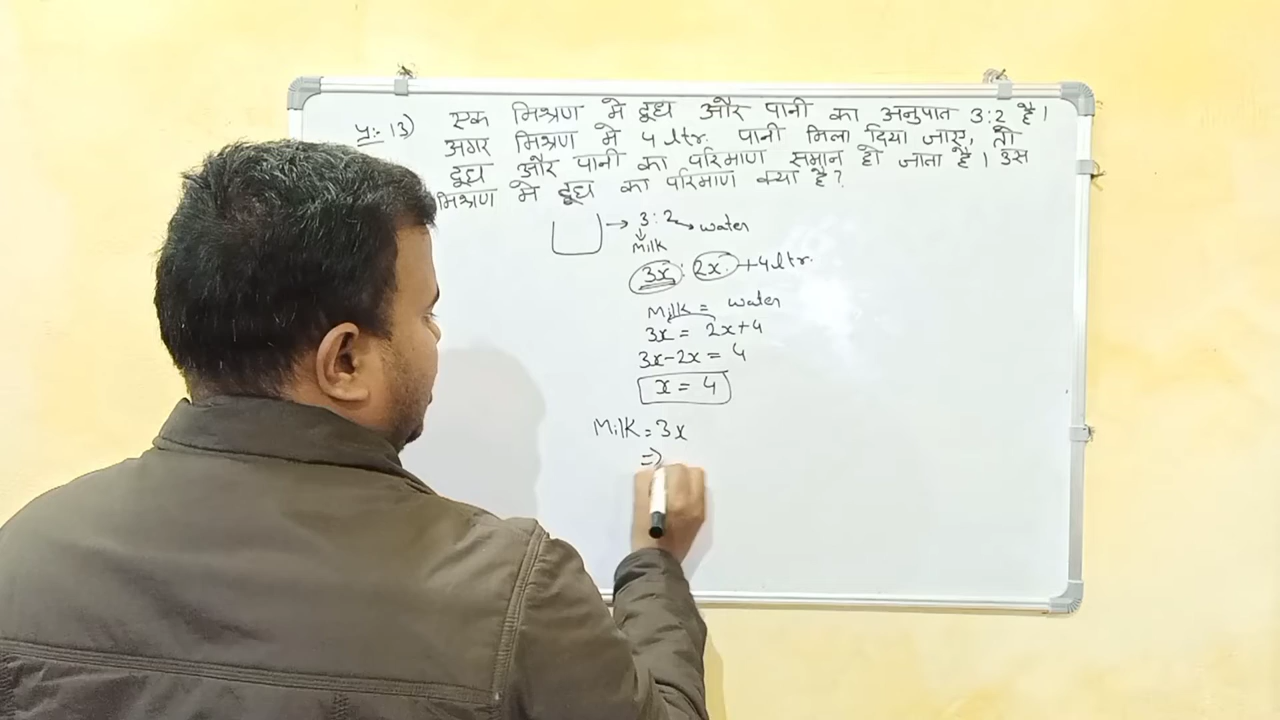 प्र:- 13) एक मिश्रण मे दूध और पानी का अनुपात 3:2 है।
अगर मिश्रण मे 4 ltr. पानी मिला दिया जाए, तो
दूध और पानी का परिमाण समान हो जाता है। उस
मिश्रण मे दूध का परिमाण क्या है?
→ 3:2 → water
↓
Milk
3x : 2x + 4 ltr.
Milk = water
3x = 2x+4
3x-2x = 4
x = 4
Milk = 3x
=>